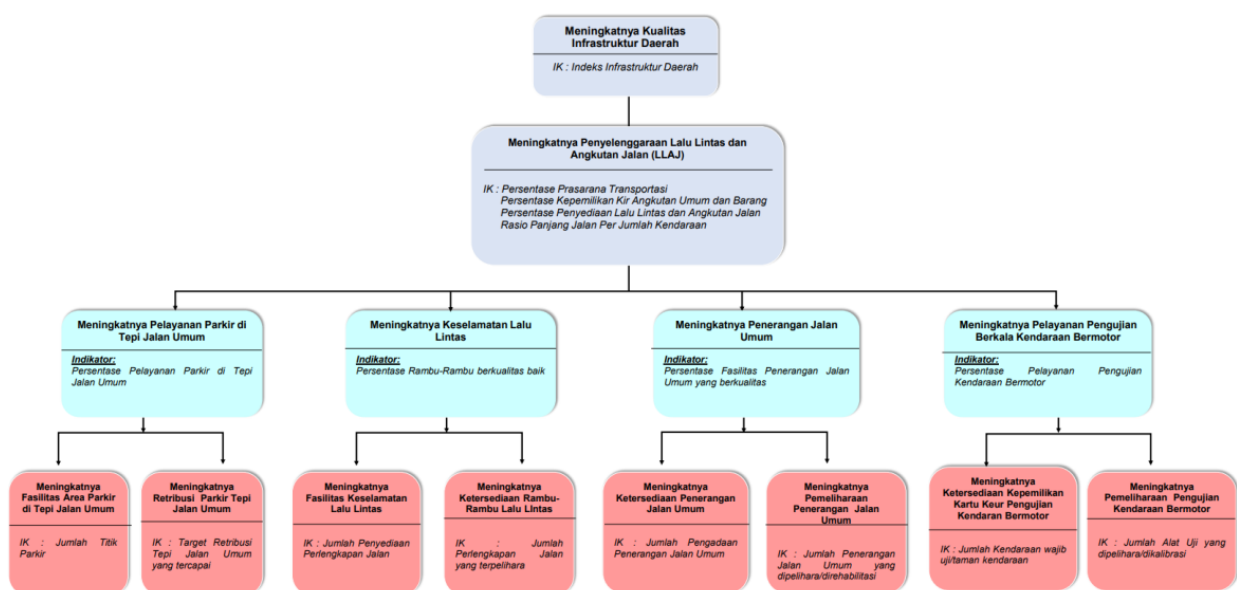 Meningkatnya Kualitas
Infrastruktur Daerah
IK : Indeks Infrastruktur Daerah
Meningkatnya Penyelenggaraan Lalu Lintas dan
Angkutan Jalan (LLAJ)
IK : Persentase Prasarana Transportasi
Persentase Kepemilikan Kir Angkutan Umum dan Barang
Persentase Penyediaan Lalu Lintas dan Angkutan Jalan
Rasio Panjang Jalan Per Jumlah Kendaraan
Meningkatnya Pelayanan Parkir di
Tepi Jalan Umum
Indikator:
Persentase Pelayanan Parkir di Tepi
Jalan Umum
Meningkatnya Keselamatan Lalu
Lintas
Indikator:
Persentase Rambu-Rambu berkualitas baik
Meningkatnya Penerangan Jalan
Umum
Indikator:
Persentase Fasilitas Penerangan Jalan
Umum yang berkualitas
Meningkatnya Pelayanan Pengujian
Berkala Kendaraan Bermotor
Indikator:
Persentase Pelayanan Pengujian
Kendaraan Bermotor
Meningkatnya
Fasilitas Area Parkir
di Tepi Jalan Umum
IK : Jumlah Titik
Parkir
Meningkatnya
Retribusi Parkir Tepi
Jalan Umum
IK : Target Retribusi
Tepi Jalan Umum
yang tercapai
Meningkatnya
Fasilitas Keselamatan
Lalu Lintas
IK : Jumlah Penyediaan
Perlengkapan Jalan
Meningkatnya
Ketersediaan Rambu-
Rambu Lalu Lintas
IK : Jumlah
Perlengkapan Jalan
yang terpelihara
Meningkatnya
Ketersediaan Penerangan
Jalan Umum
IK : Jumlah Pengadaan
Penerangan Jalan Umum
Meningkatnya
Pemeliharaan
Penerangan Jalan
Umum
IK : Jumlah Penerangan
Jalan Umum yang
dipelihara/direhabilitasi
Meningkatnya
Ketersediaan Kepemilikan
Kartu Keur Pengujian
Kendaran Bermotor
IK : Jumlah Kendaraan wajib
uji/taman kendaraan
Meningkatnya
Pemeliharaan Pengujian
Kendaraan Bermotor
IK : Jumlah Alat Uji yang
dipelihara/dikalibrasi